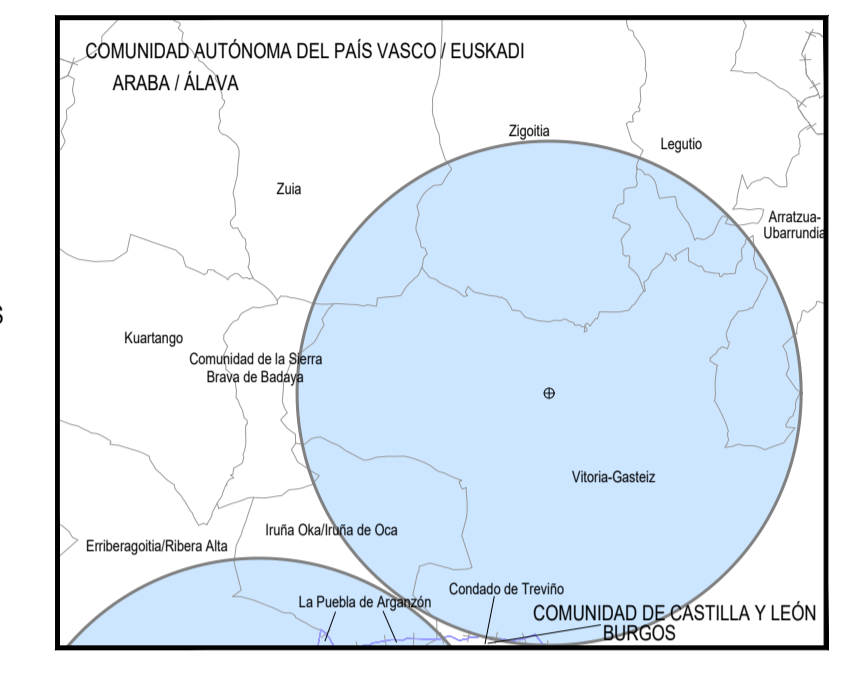 COMUNIDAD AUTÓNOMA DEL PAÍS VASCO / EUSKADI
ARABA / ÁLAVA
Zigoitia
Legutio
Zuia
Arratzua-
Ubarrundia
S
Kuartango
Comunidad de la Sierra
Brava de Badaya
Vitoria-Gasteiz
Iruña Oka/Iruña de Oca
Erriberagoitia/Ribera Alta
Condado de Treviño
La Puebla de Arganzón
COMUNIDAD DE CASTILLA Y LEÓN
BURGOS